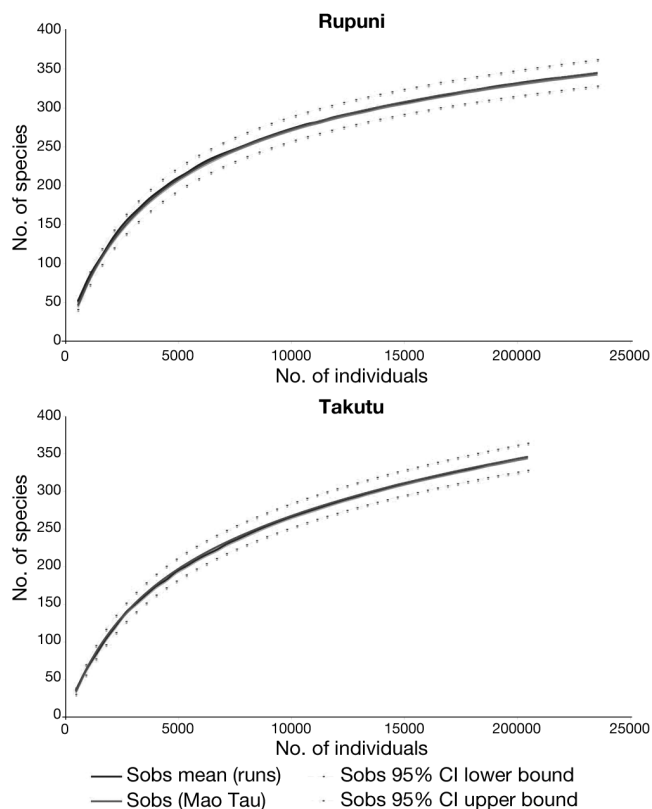 Rupuni
400
350
300
250
200
150
100
50
0
No. of species
0 5000 10000 15000 200000 25000
No. of individuals
Takutu
400
350
300
250
200
150
100
50
0
No. of species
0 5000 10000 15000 200000 25000
No. of individuals
Sobs mean (runs) Sobs 95% CI lower bound
Sobs (Mao Tau) Sobs 95% CI upper bound